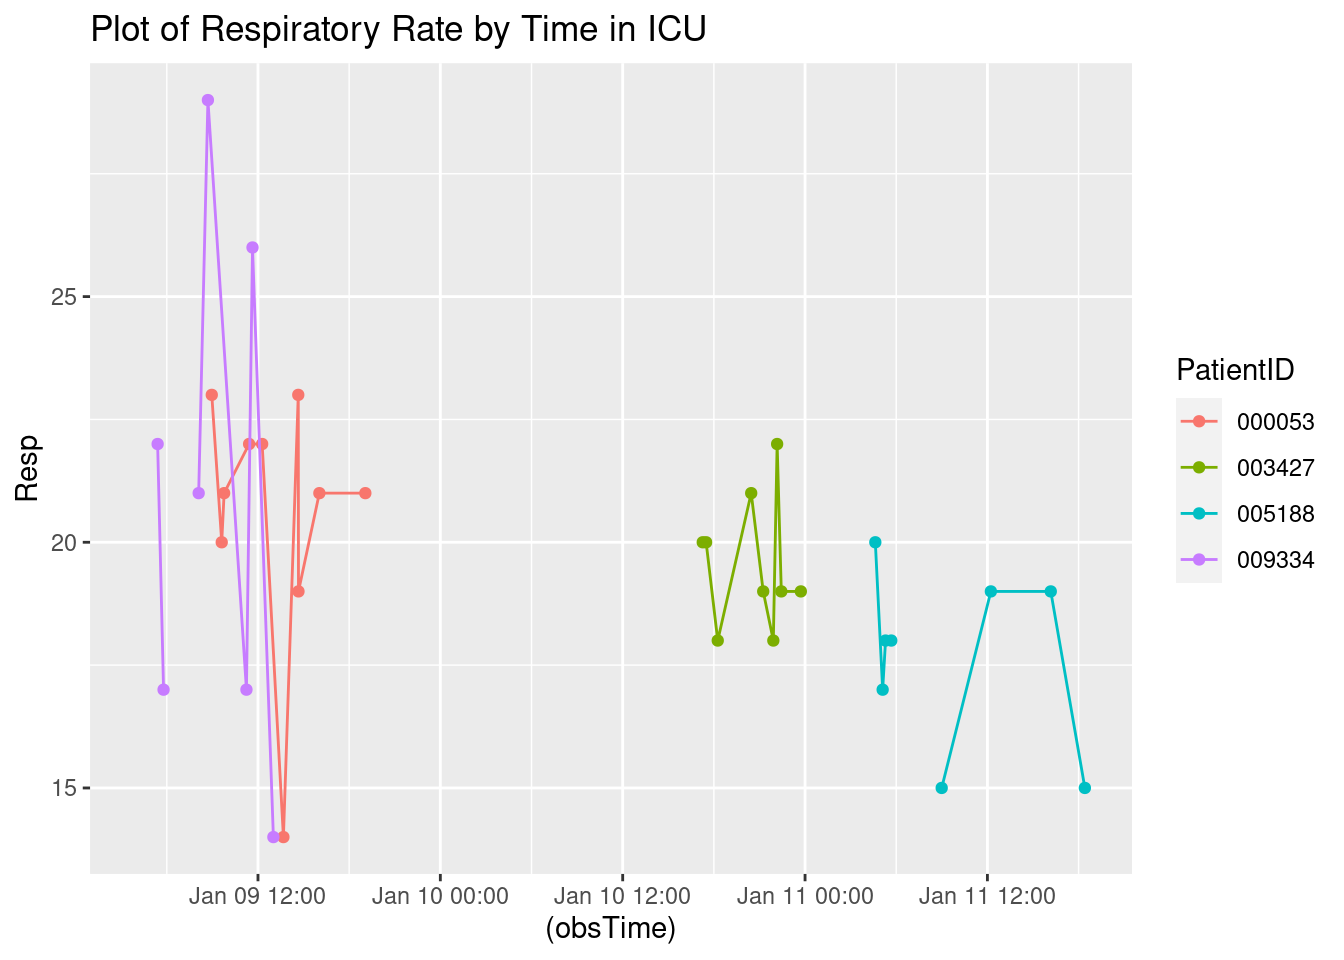 Plot of Respiratory Rate by Time in ICU
Resp
25
20
15
Jan 09 12:00 Jan 10 00:00 Jan 10 12:00 Jan 11 00:00 Jan 11 12:00
(obsTime)
PatientID
000053
003427
005188
009334